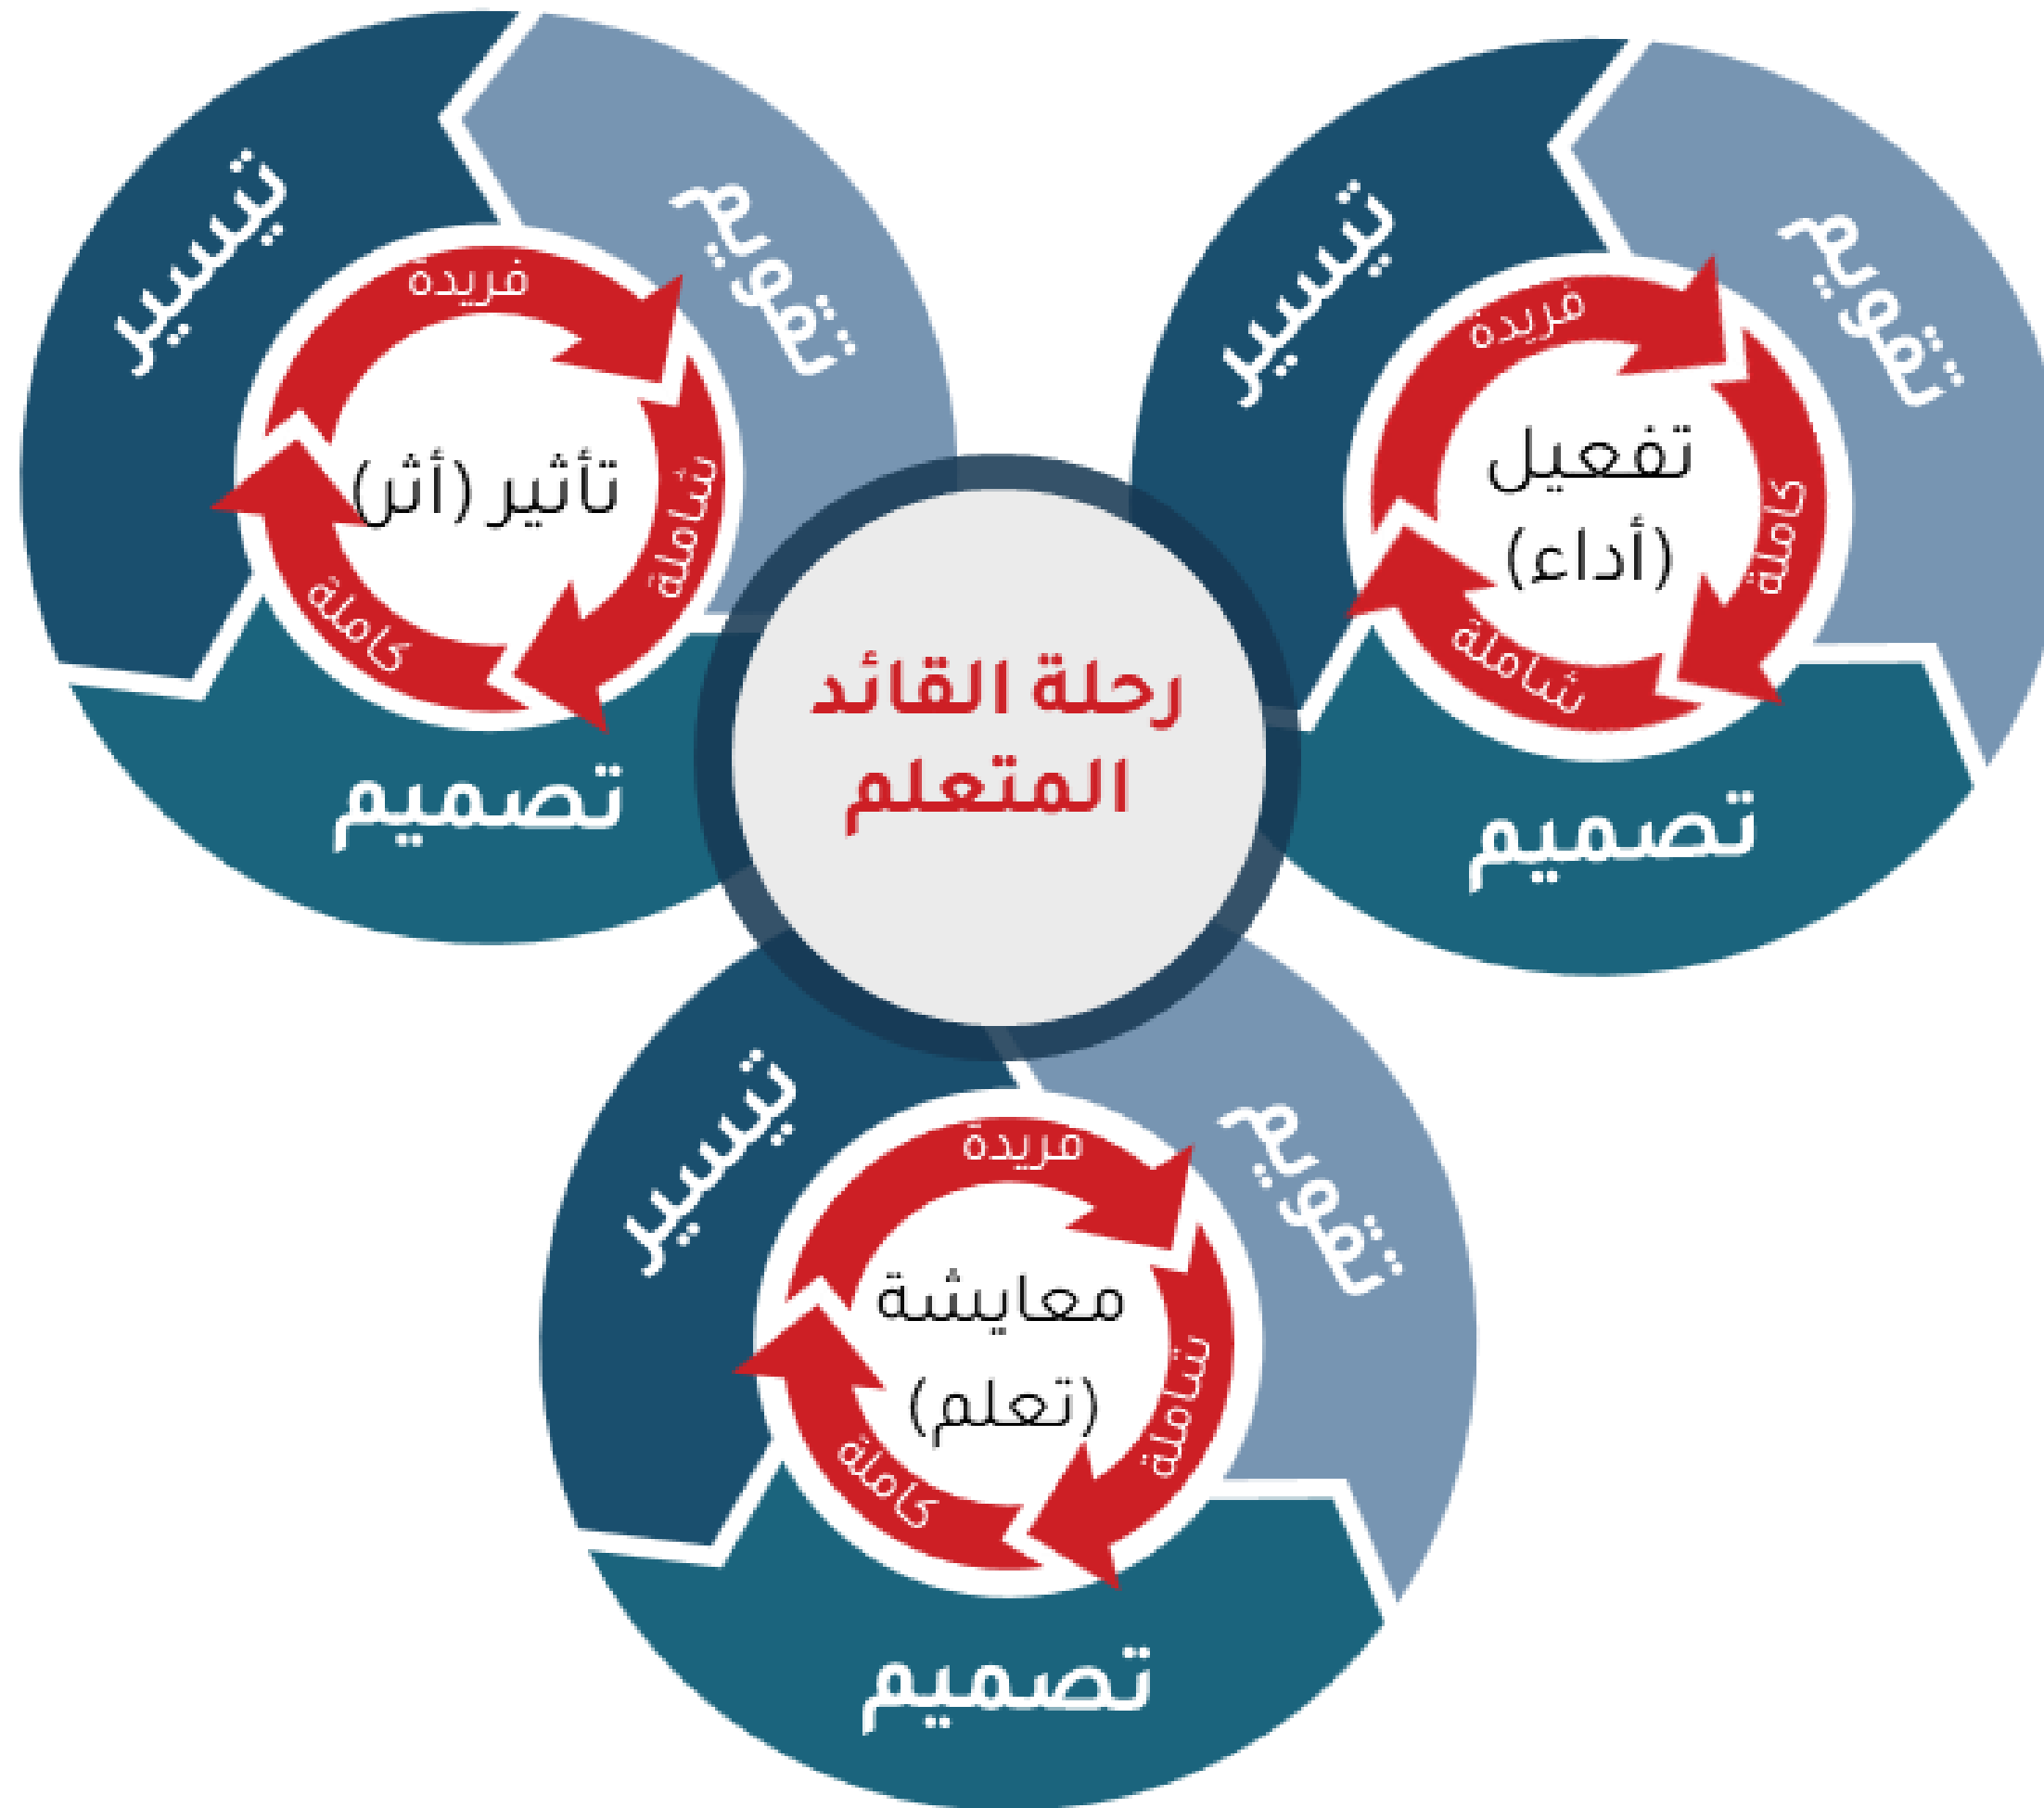 رحلة القائد
المتعلم
تفعيل
(أداء)
فريدة
كاملة
شاملة
تيسير
تقويم
تصميم
تأثير (أثر)
فريدة
شاملة
كاملة
تيسير
تقويم
تصميم
معايشة
(تعلم)
فريدة
شاملة
كاملة
تيسير
تقويم
تصميم